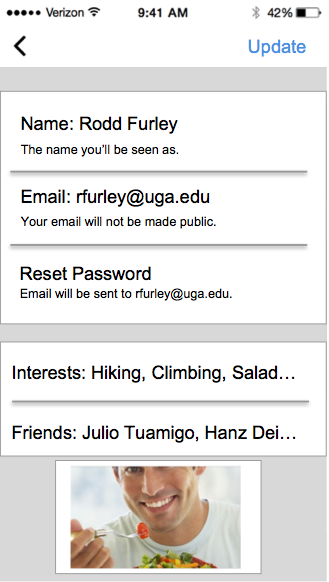 Verizon 9:41 AM 42%
Update
Name: Rodd Furley
The name you'll be seen as.
Email: rfurley@uga.edu
Your email will not be made public.
Reset Password
Email will be sent to rfurley@uga.edu.
Interests: Hiking, Climbing, Salad…
Friends: Julio Tuamigo, Hanz Dei…